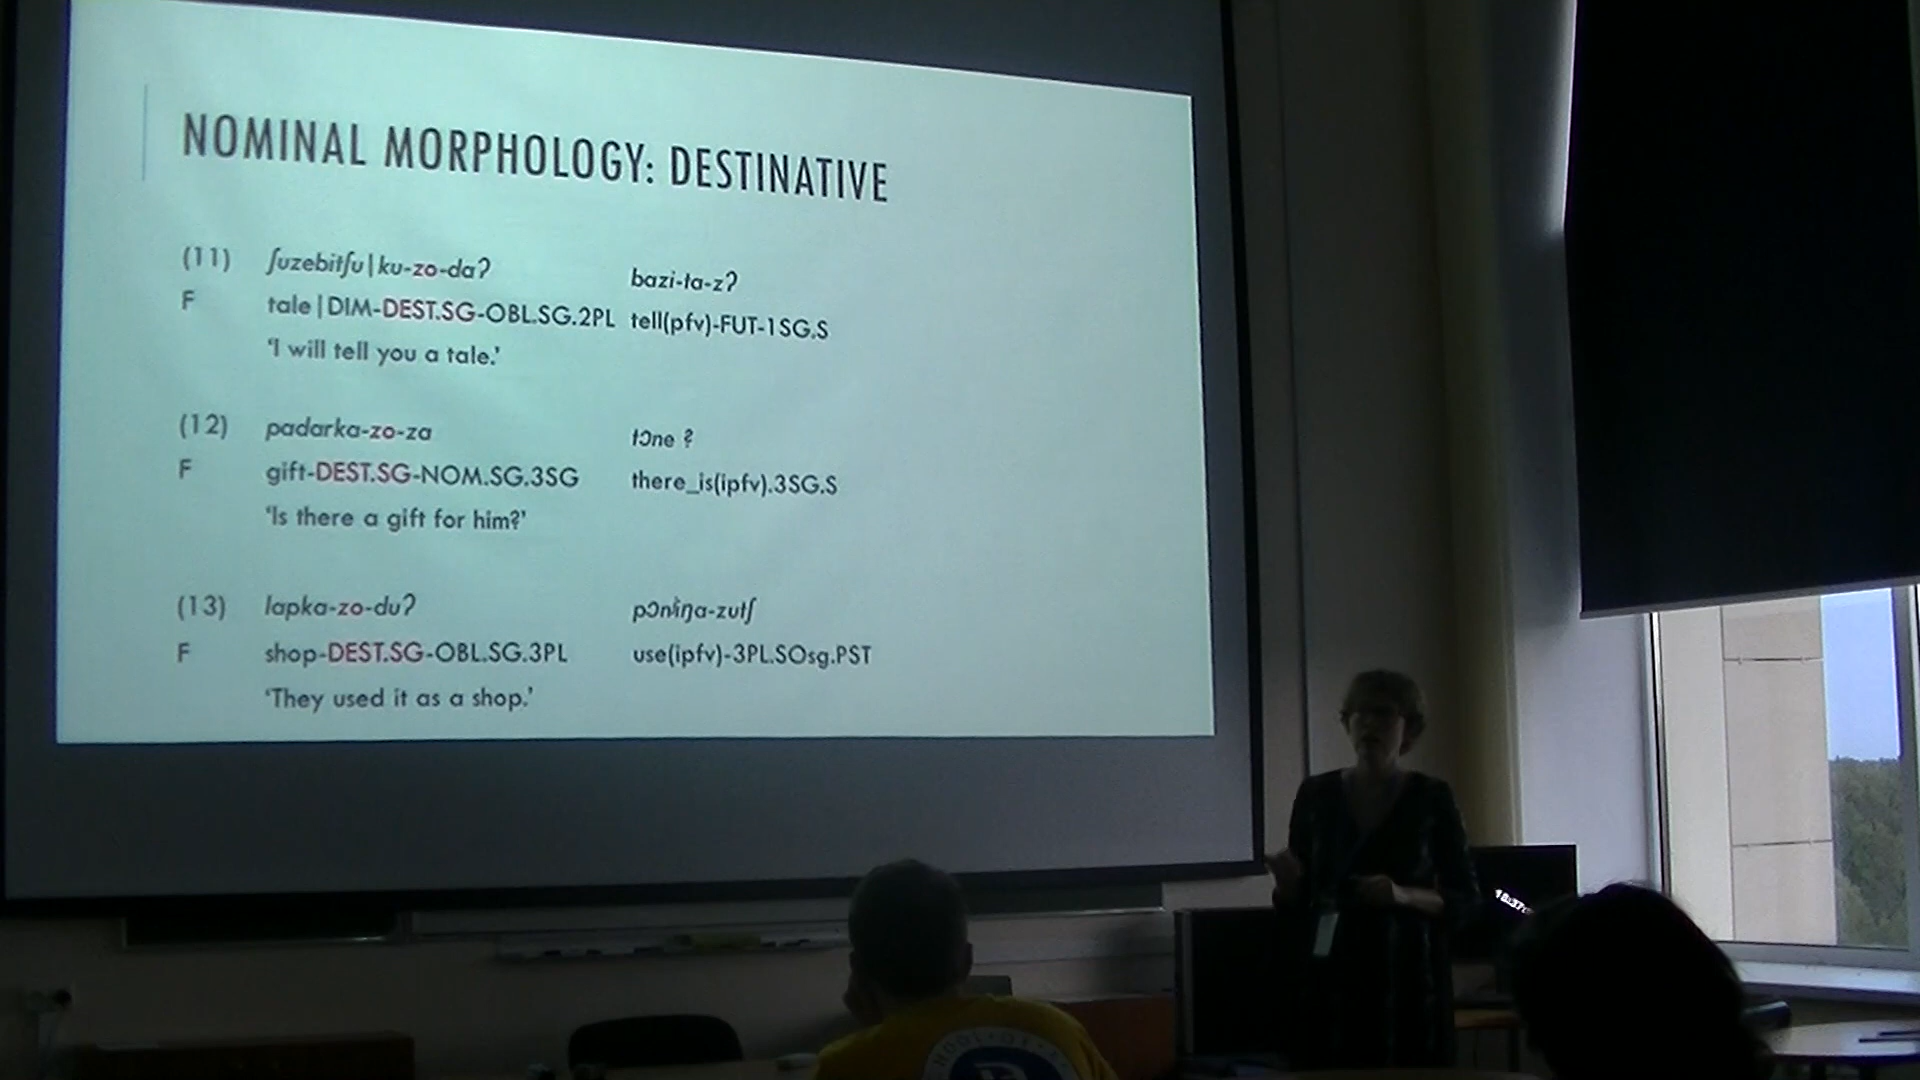 NOMINAL MORPHOLOGY: DESTINATIVE
(11) ʃuzebitʃu|ku-zo-daʔ bazi-ta-zʔ
F tale|DIM-DEST.SG-OBL.SG.2PL tell(pfv)-FUT-1SG.S
‘I will tell you a tale.’
(12) padarka-zo-za tɔne ?
F gift-DEST.SG-NOM.SG.3SG there_is(ipfv).3SG.S
‘Is there a gift for him?’
(13) lapka-zo-duʔ
F shop-DEST.SG-OBL.SG.3PL use(ipfv)-3PL.SOsg.PST
‘They used it as a shop.’